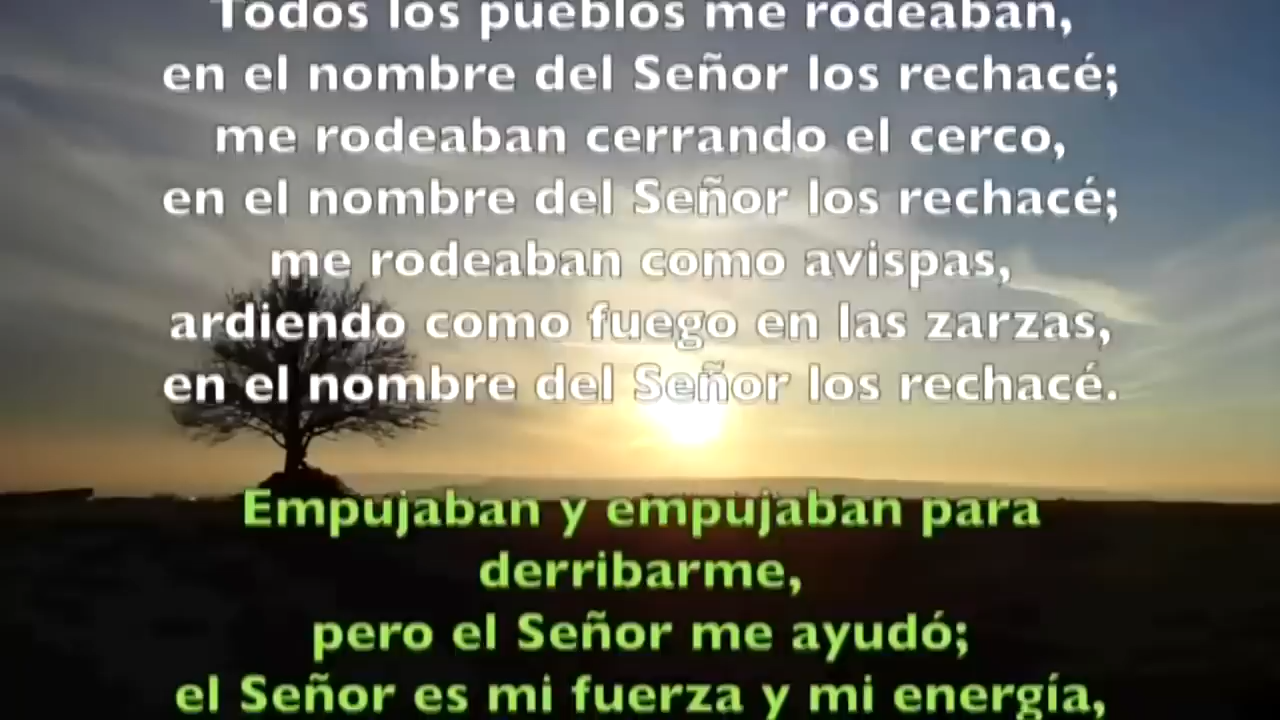 Todos los pueblos me rodeaban,
en el nombre del Señor los rechacé;
me rodeaban cerrando el cerco,
en el nombre del Señor los rechacé;
me rodeaban como avispas,
ardiendo como fuego en las zarzas,
en el nombre del Señor los rechacé.
Empujaban y empujaban para
derribarme,
pero el Señor me ayudó;
el Señor es mi fuerza y mi energía,